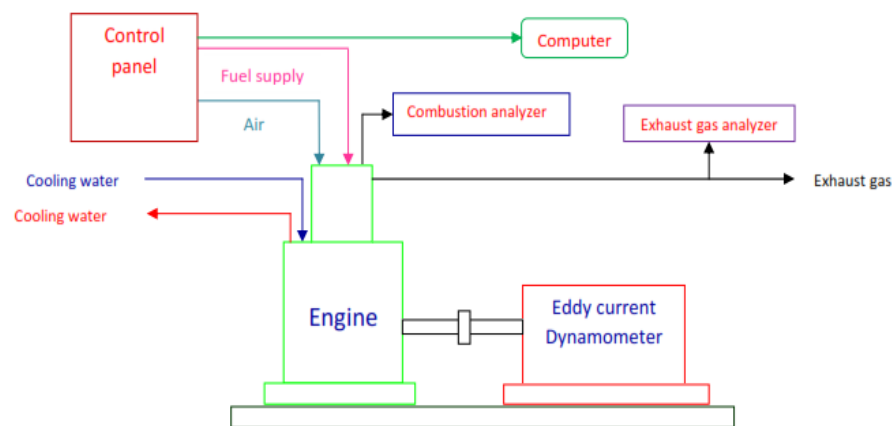 Control
panel
Computer
Fuel supply
Combustion analyzer
Air
Exhaust gas analyzer
Cooling water
Exhaust gas
Cooling water
Engine
Eddy current
Dynamometer